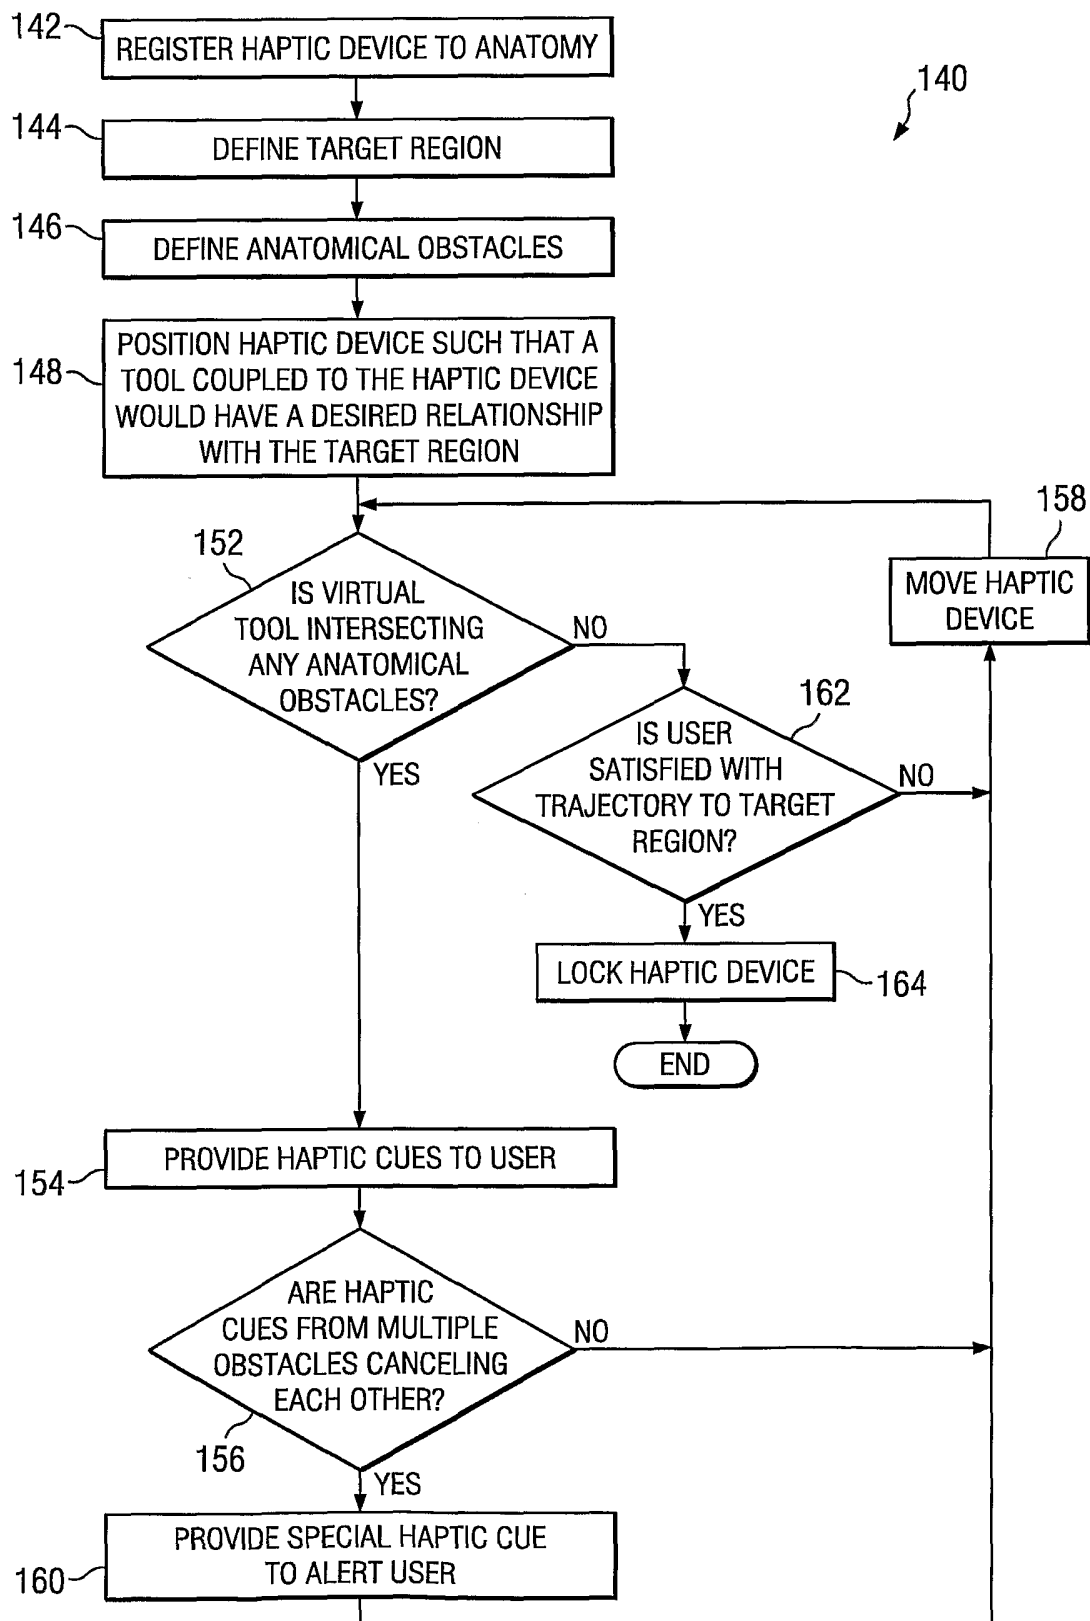 142
REGISTER HAPTIC DEVICE TO ANATOMY
140
144
DEFINE TARGET REGION
146
DEFINE ANATOMICAL OBSTACLES
148
POSITION HAPTIC DEVICE SUCH THAT A
TOOL COUPLED TO THE HAPTIC DEVICE
WOULD HAVE A DESIRED RELATIONSHIP
WITH THE TARGET REGION
158
MOVE HAPTIC
DEVICE
152
IS VIRTUAL
TOOL INTERSECTING
ANY ANATOMICAL
OBSTACLES?
NO
YES
162
IS USER
SATISFIED WITH
TRAJECTORY TO TARGET
REGION?
NO
YES
LOCK HAPTIC DEVICE
164
END
PROVIDE HAPTIC CUES TO USER
154
ARE HAPTIC
CUES FROM MULTIPLE
OBSTACLES CANCELING
EACH OTHER?
NO
156
YES
PROVIDE SPECIAL HAPTIC CUE
TO ALERT USER
160